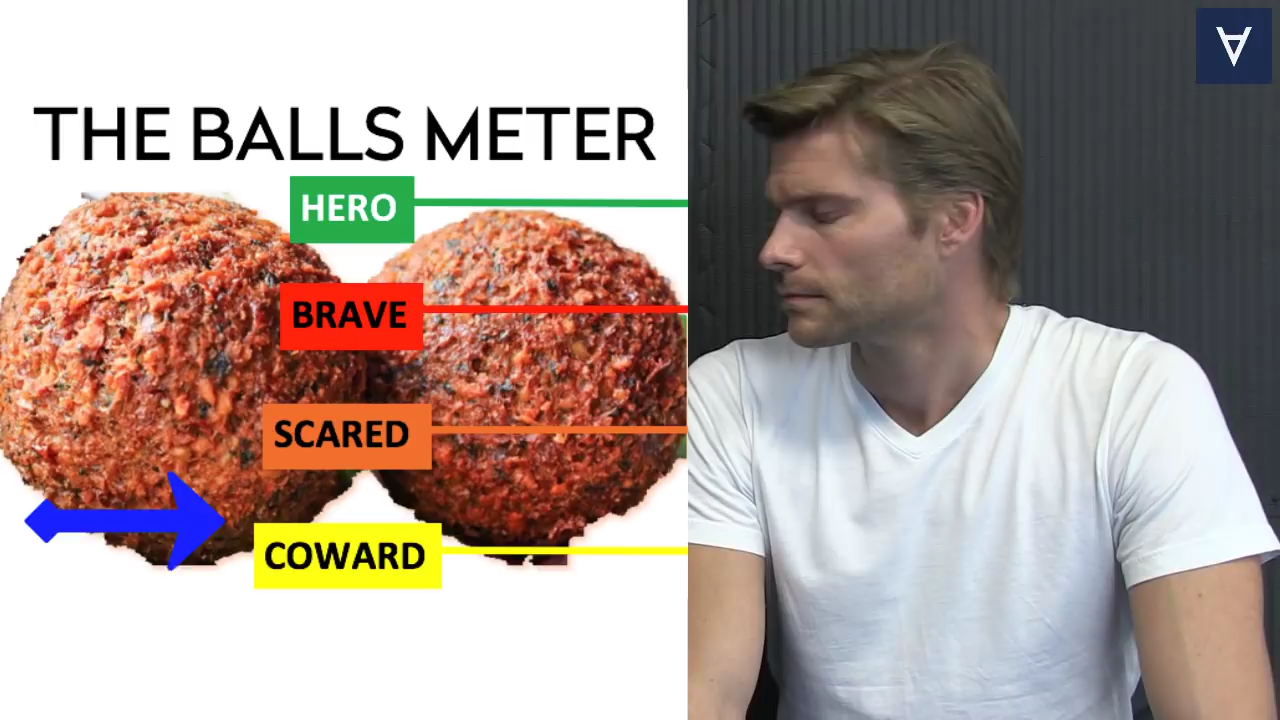 THE BALLS METER
HERO
BRAVE
SCARED
COWARD